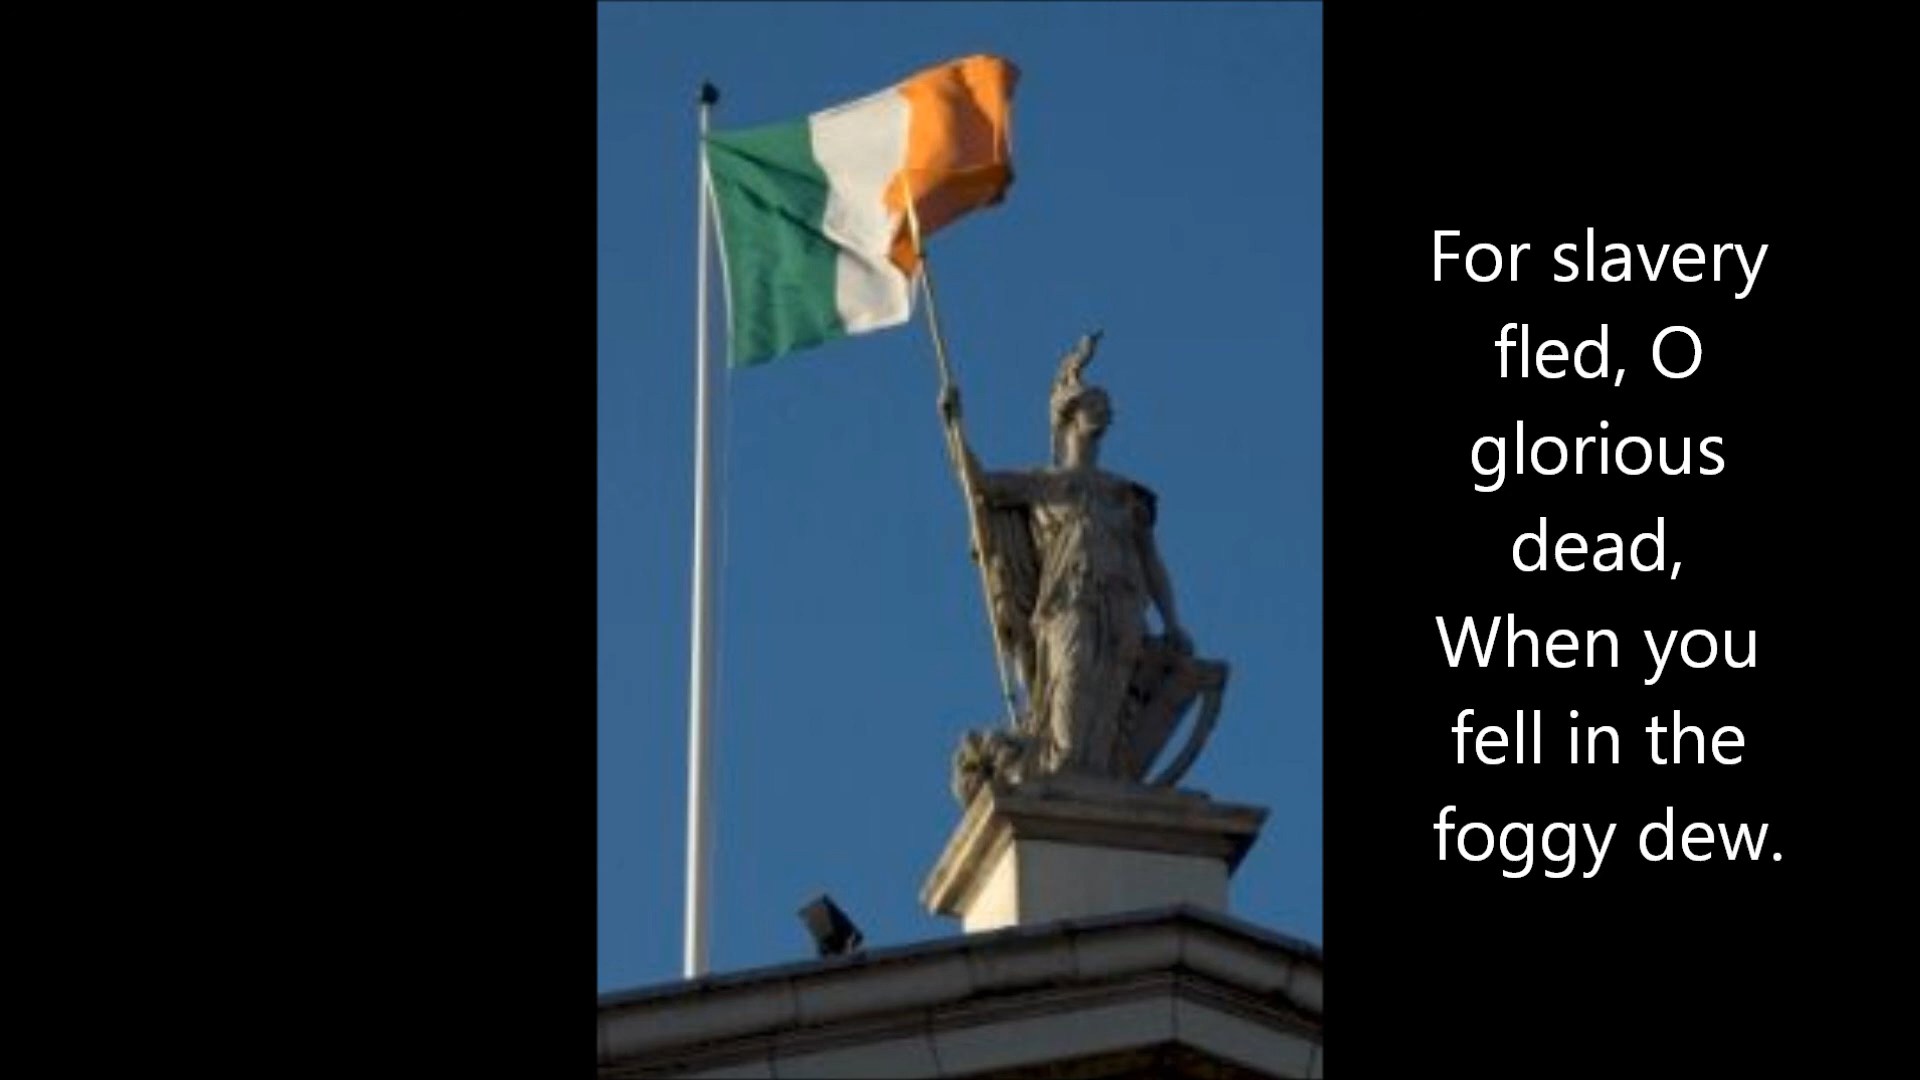 For slavery
fled, O
glorious
dead,
When you
fell in the
foggy dew.